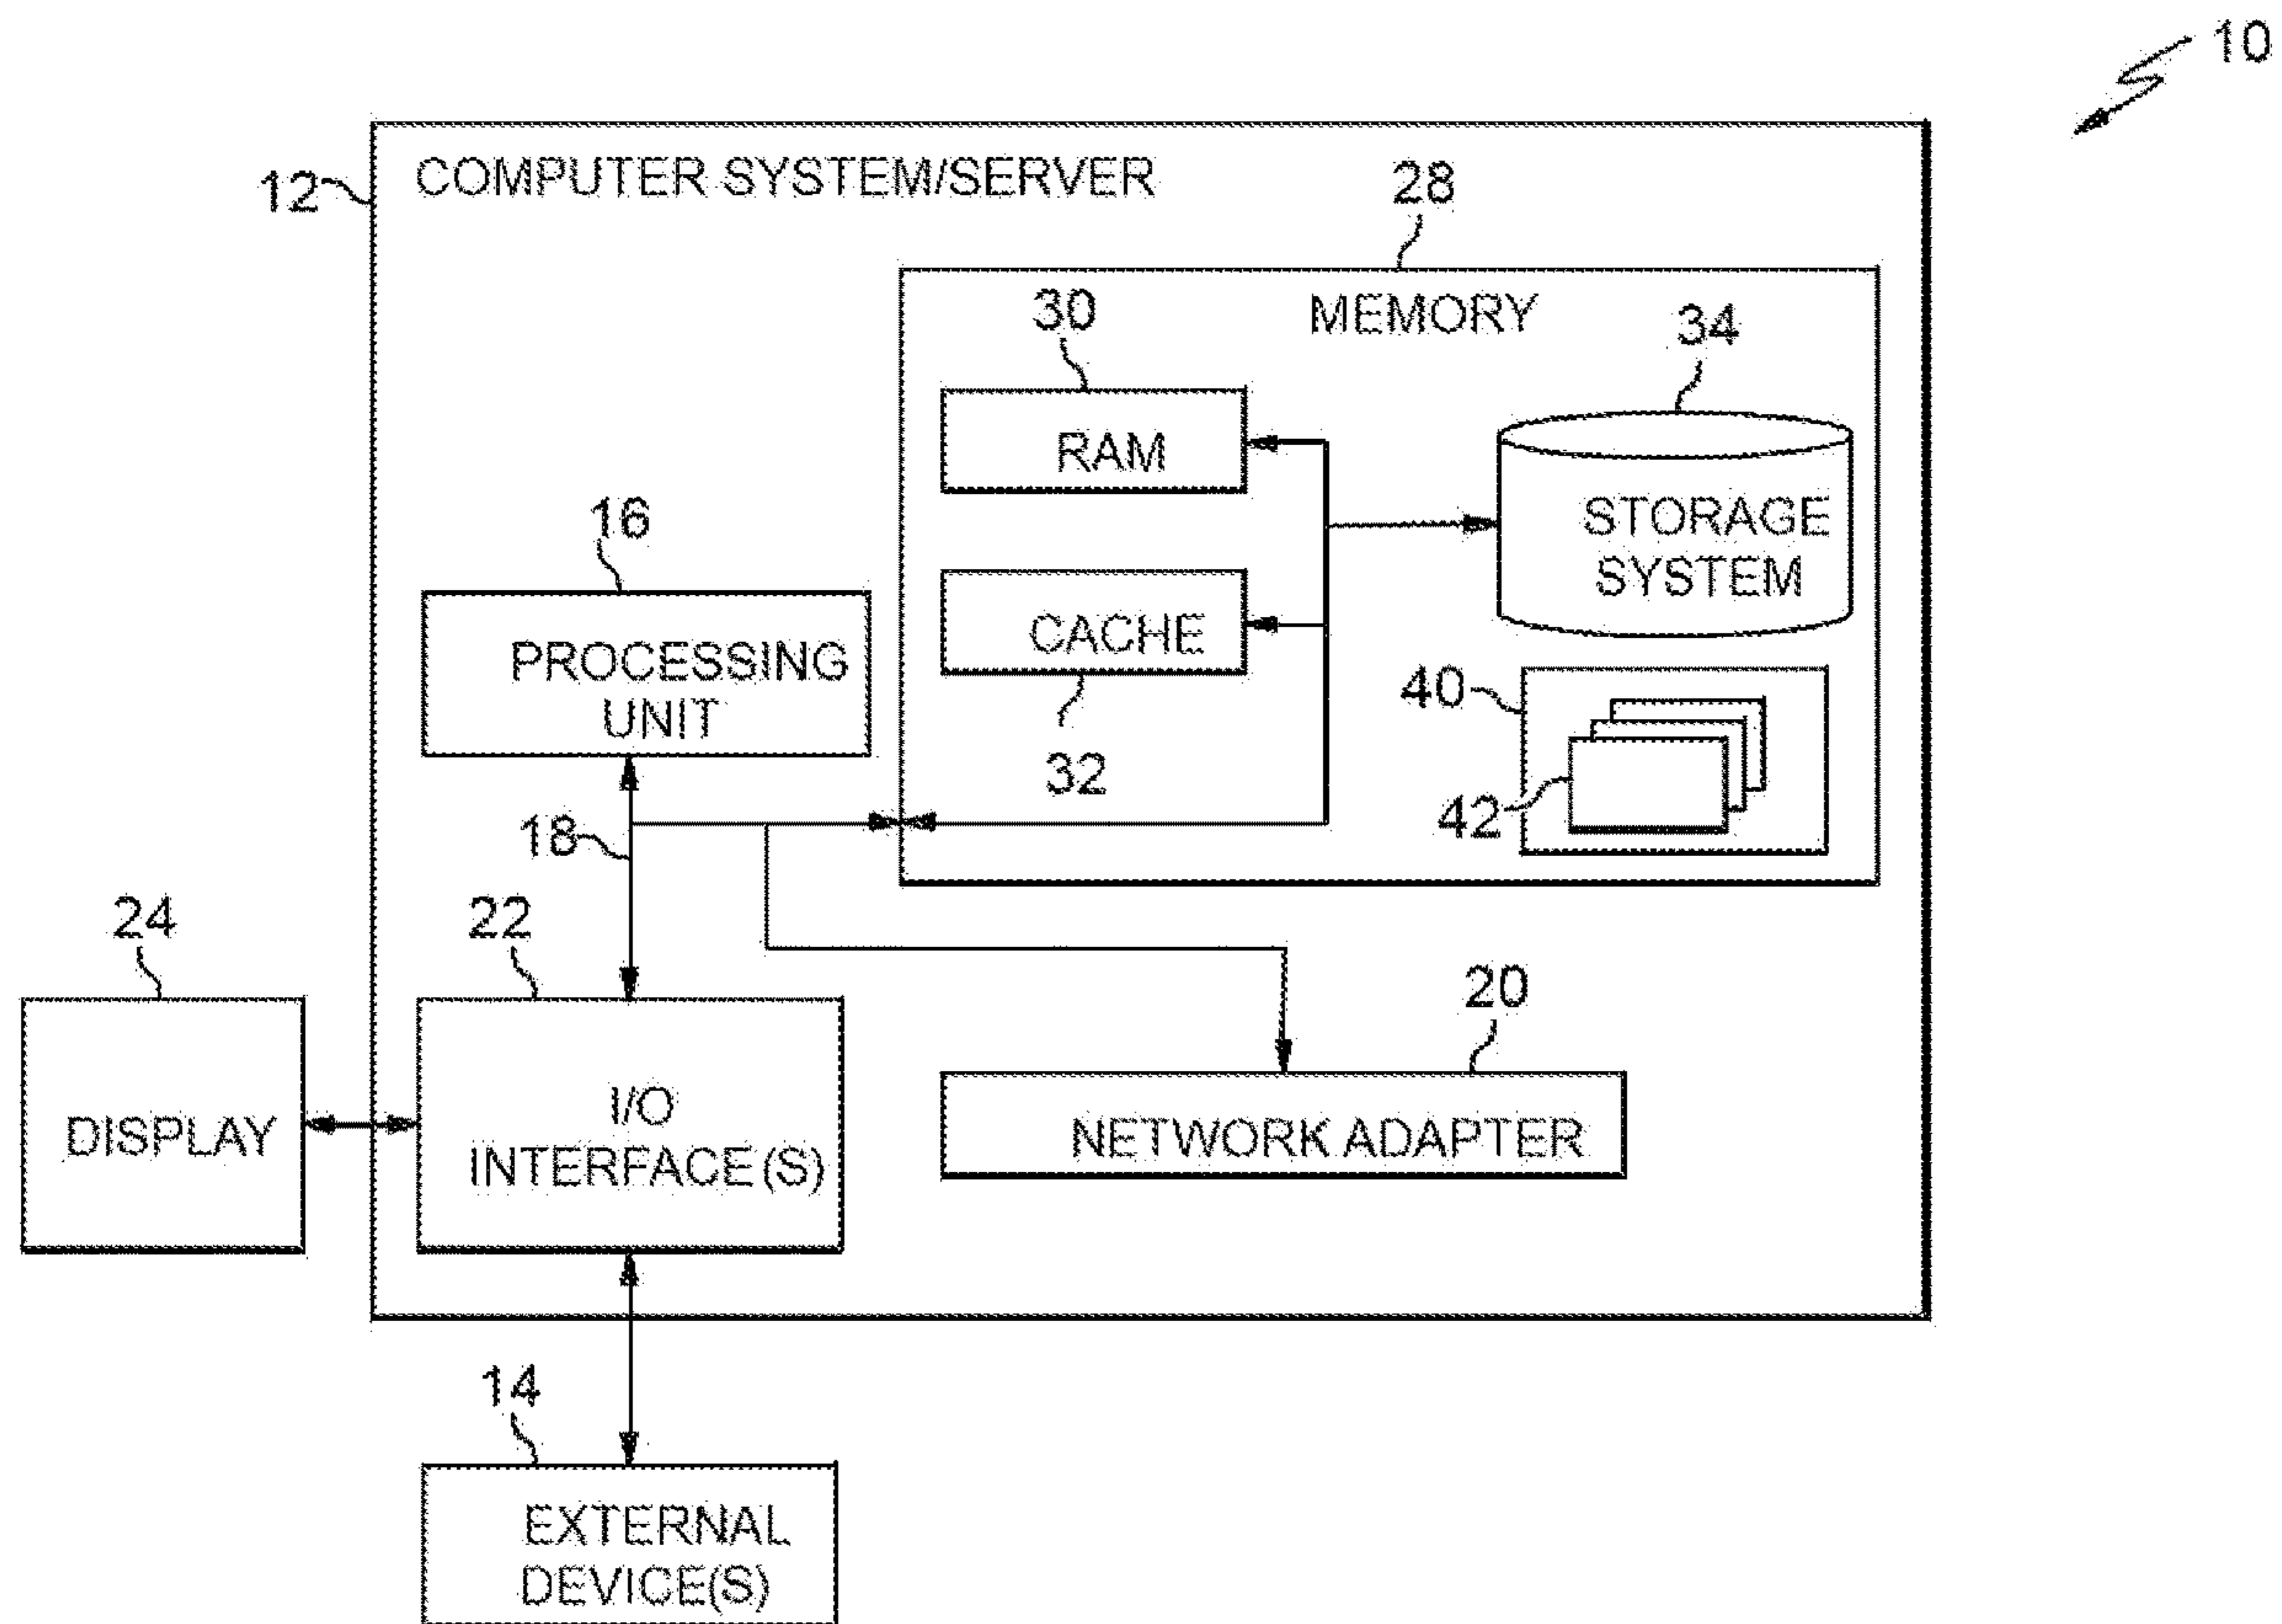 10
12
COMPUTER SYSTEM/SERVER
28
MEMORY
30
34
RAM
STORAGE
SYSTEM
16
CACHE
PROCESSING
UNIT
32
40
42
18
24
22
20
DISPLAY
I/O
INTERFACE(S)
NETWORK ADAPTER
14
EXTERNAL
DEVICE(S)